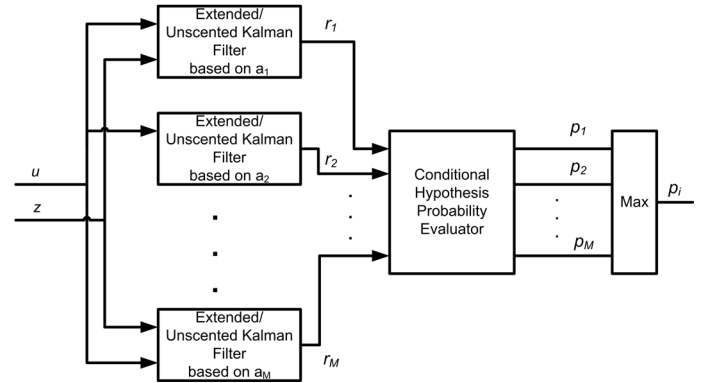 Extended/
Unscented Kalman
Filter
based on a1
r1
Extended/
Unscented Kalman
Filter
based on a2
r2
u
z
Conditional
Hypothesis
Probability
Evaluator
p1
p2
pM
Max
pi
Extended/
Unscented Kalman
Filter
based on aM
rM